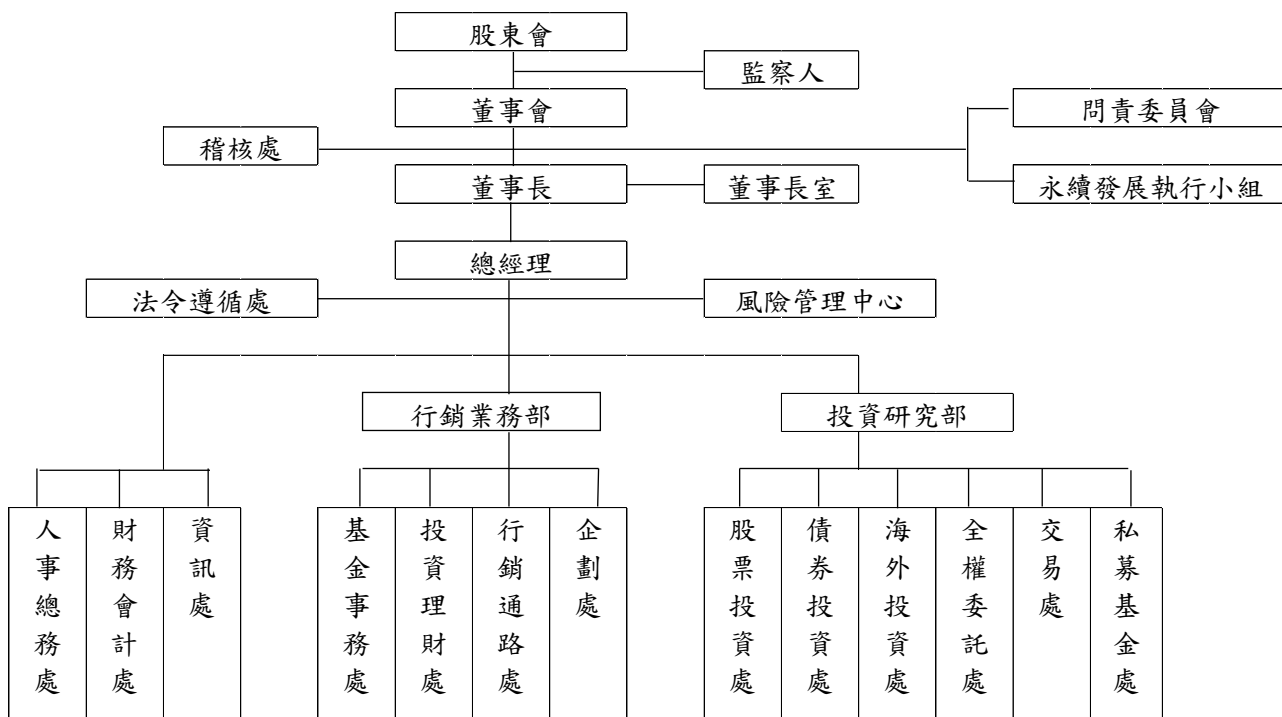 股東會
監察人
董事會
問責委員會
稽核處
董事長
董事長室
永續發展執行小組
總經理
法令遵循處
風險管理中心
行銷業務部
投資研究部
人事總務處
財務會計處
資訊處
基金事務處
投資理財處
行銷通路處
企劃處
股票投資處
債券投資處
海外投資處
全權委託處
交易處
私募基金處